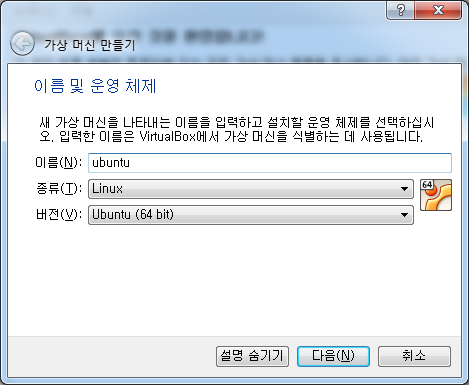 가상 머신 만들기
이름 및 운영 체제
새 가상 머신을 나타내는 이름을 입력하고 설치할 운영 체제를 선택하십시
오. 입력한 이름은 VirtualBox에서 가상 머신을 식별하는 데 사용됩니다.
이름(N): ubuntu
종류(T): Linux
64
버전(V): Ubuntu (64 bit)
설명 숨기기 다음(N) 취소